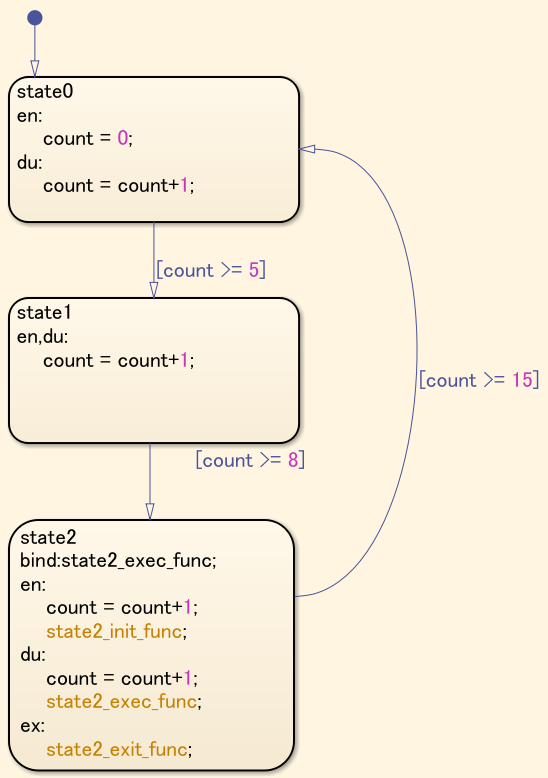 state0
en:
count = 0;
du:
count = count+1;
[count >= 5]
state1
en,du:
count = count+1;
[count >= 15]
[count >= 8]
state2
bind:state2_exec_func;
en:
count = count+1;
state2_init_func;
du:
count = count+1;
state2_exec_func;
ex:
state2_exit_func;